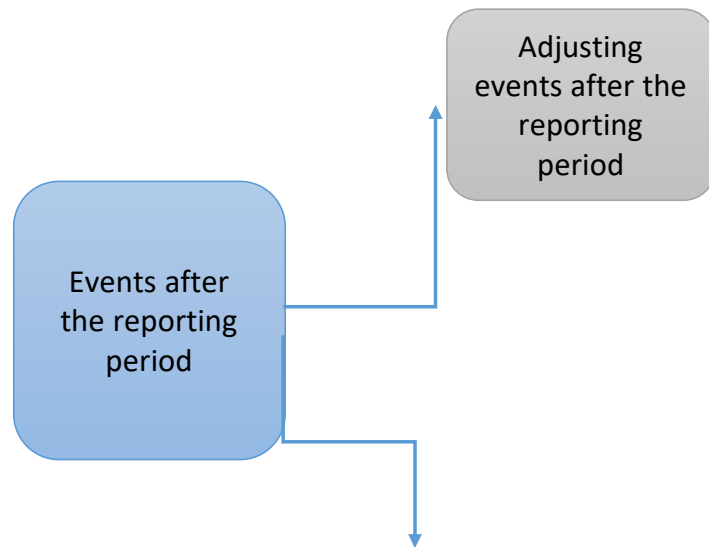 Adjusting
events after the
reporting
period
Events after
the reporting
period